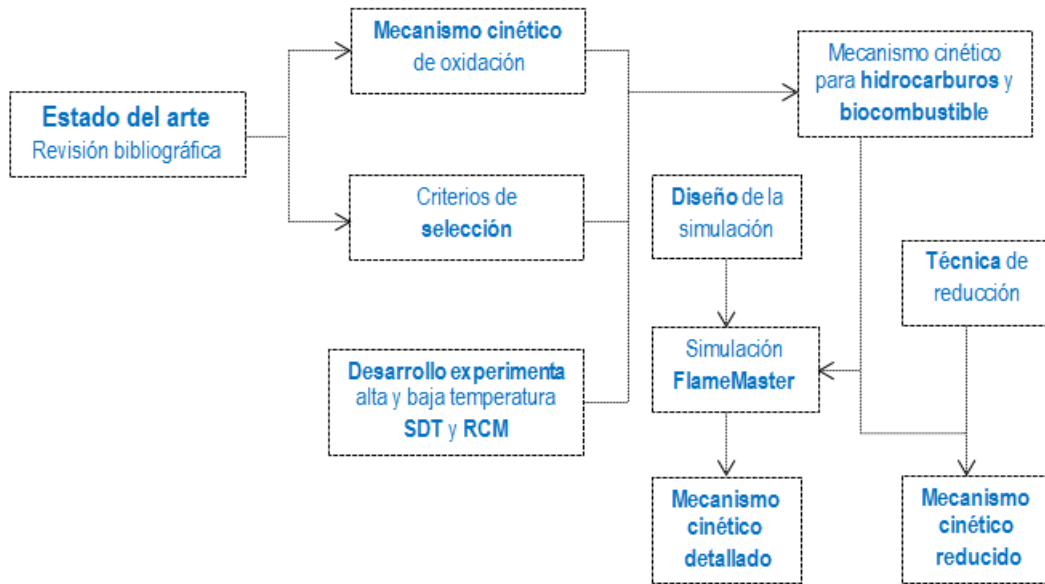 Mecanismo cinético
de oxidación
Mecanismo cinético
para hidrocarburos y
biocombustible
Estado del arte
Revisión bibliográfica
Criterios de
selección
Diseño de la
simulación
Técnica de
reducción
Desarrollo experimenta
alta y baja temperatura
SDT y RCM
Simulación
FlameMaster
Mecanismo
cinético
detallado
Mecanismo
cinético
reducido